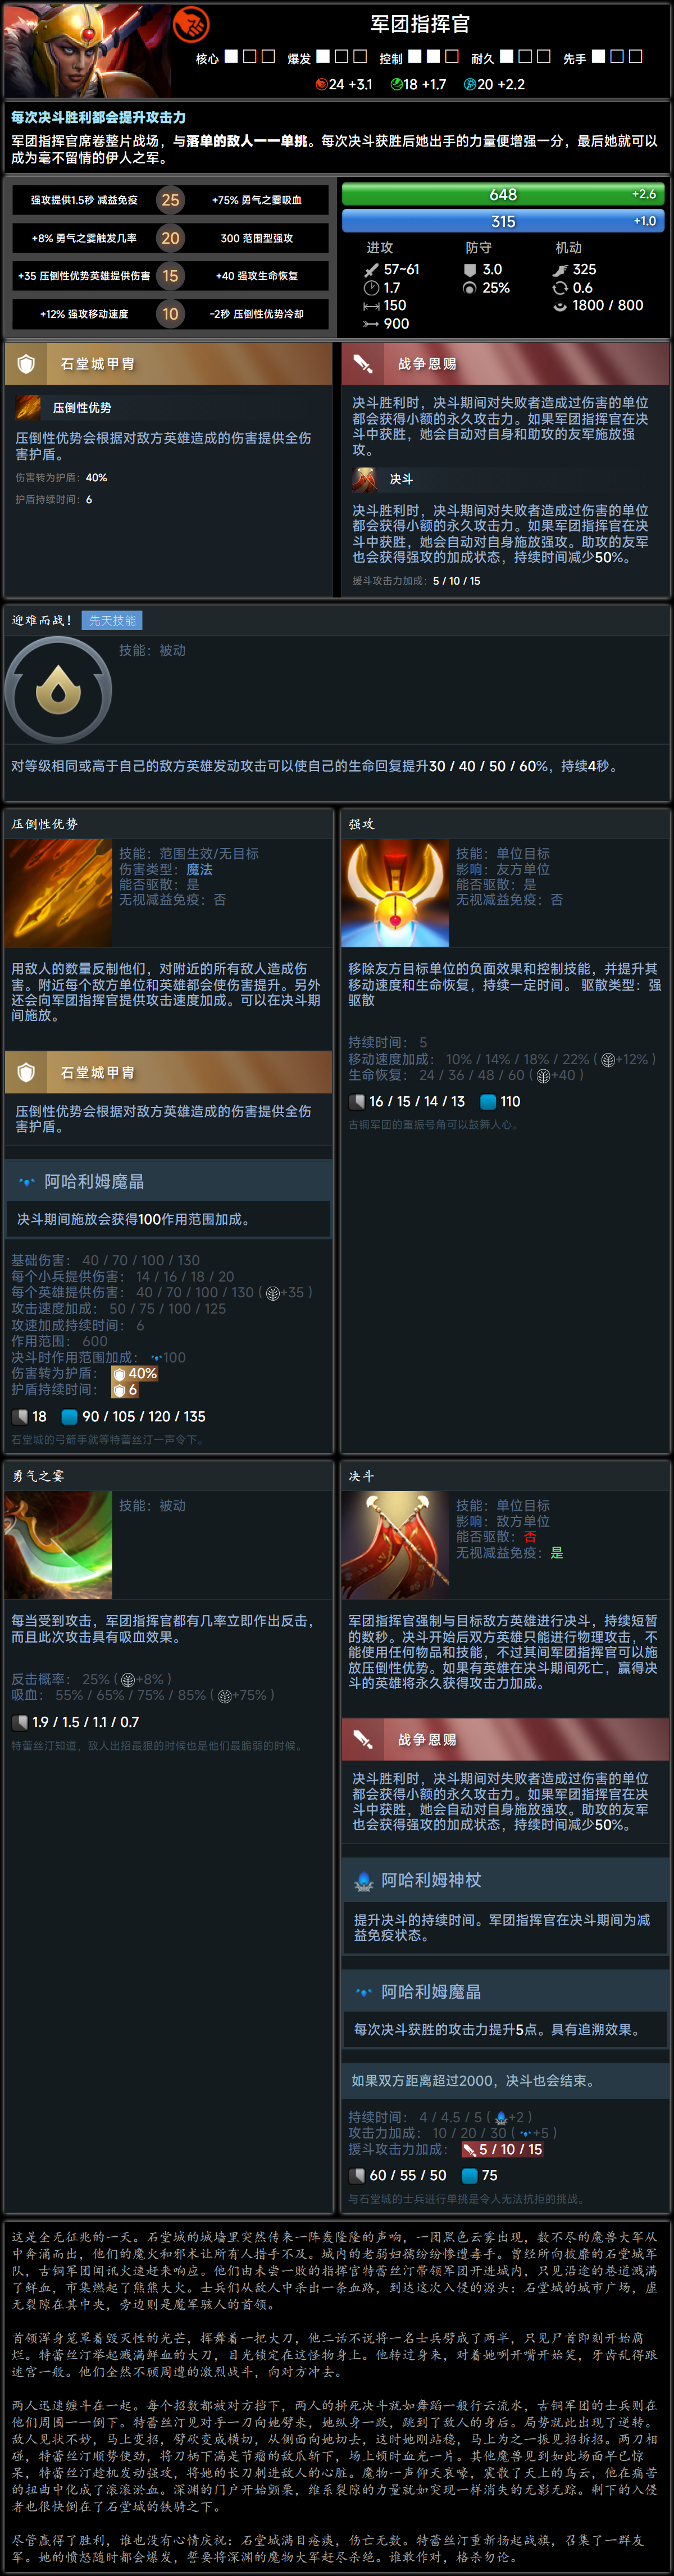 军团指挥官
核心 爆发 控制 耐久 先手
24 +3.1 18 +1.7 20 +2.2
每次决斗胜利都会提升攻击力
军团指挥官席卷整片战场，与落单的敌人一一单挑。每次决斗获胜后她出手的力量便增强一分，最后她就可以
成为毫不留情的伊人之军。
强攻提供1.5秒 减益免疫 25 +75% 勇气之霎吸血
+8% 勇气之霎触发几率 20 300 范围型强攻
+35 压倒性优势英雄提供伤害 15 +40 强攻生命恢复
+12% 强攻移动速度 10 -2秒 压倒性优势冷却
648 +2.6
315 +1.0
进攻 防守 机动
57~61 3.0 325
1.7 25% 0.6
150 1800 / 800
900
石堂城甲胄
压倒性优势
压倒性优势会根据对敌方英雄造成的伤害提供全伤
害护盾。
伤害转为护盾：40%
护盾持续时间：6
战争恩赐
决斗胜利时，决斗期间对失败者造成过伤害的单位
都会获得小额的永久攻击力。如果军团指挥官在决
斗中获胜，她会自动对自身和助攻的友军施放强
攻。
决斗
决斗胜利时，决斗期间对失败者造成过伤害的单位
都会获得小额的永久攻击力。如果军团指挥官在决
斗中获胜，她会自动对自身施放强攻。助攻的友军
也会获得强攻的加成状态，持续时间减少50%。
援斗攻击力加成：5 / 10 / 15
迎难而战！ 先天技能
技能：被动
对等级相同或高于自己的敌方英雄发动攻击可以使自己的生命回复提升30 / 40 / 50 / 60%，持续4秒。
压倒性优势
技能：范围生效/无目标
伤害类型：魔法
能否驱散：是
无视减益免疫：否
用敌人的数量反制他们，对附近的所有敌人造成伤
害。附近每个敌方单位和英雄都会使伤害提升。另外
还会向军团指挥官提供攻击速度加成。可以在决斗期
间施放。
石堂城甲胄
压倒性优势会根据对敌方英雄造成的伤害提供全伤
害护盾。
阿哈利姆魔晶
决斗期间施放会获得100作用范围加成。
基础伤害： 40 / 70 / 100 / 130
每个小兵提供伤害： 14 / 16 / 18 / 20
每个英雄提供伤害： 40 / 70 / 100 / 130 ( +35 )
攻击速度加成： 50 / 75 / 100 / 125
攻速加成持续时间： 6
作用范围： 600
决斗时作用范围加成： 100
伤害转为护盾： 40%
护盾持续时间： 6
18 90 / 105 / 120 / 135
石堂城的弓箭手就等特蕾丝汀一声令下。
强攻
技能：单位目标
影响：友方单位
能否驱散：是
无视减益免疫：否
移除友方目标单位的负面效果和控制技能，并提升其
移动速度和生命恢复，持续一定时间。 驱散类型：强
驱散
持续时间： 5
移动速度加成： 10% / 14% / 18% / 22% ( +12% )
生命恢复： 24 / 36 / 48 / 60 ( +40 )
16 / 15 / 14 / 13 110
古铜军团的重振号角可以鼓舞人心。
勇气之霎
技能：被动
每当受到攻击，军团指挥官都有几率立即作出反击，
而且此次攻击具有吸血效果。
反击概率： 25% ( +8% )
吸血： 55% / 65% / 75% / 85% ( +75% )
1.9 / 1.5 / 1.1 / 0.7
特蕾丝汀知道，敌人出招最狠的时候也是他们最脆弱的时候。
决斗
技能：单位目标
影响：敌方单位
能否驱散：否
无视减益免疫：是
军团指挥官强制与目标敌方英雄进行决斗，持续短暂
的数秒。决斗开始后双方英雄只能进行物理攻击，不
能使用任何物品和技能，不过其间军团指挥官可以施
放压倒性优势。如果有英雄在决斗期间死亡，赢得决
斗的英雄将永久获得攻击力加成。
战争恩赐
决斗胜利时，决斗期间对失败者造成过伤害的单位
都会获得小额的永久攻击力。如果军团指挥官在决
斗中获胜，她会自动对自身施放强攻。助攻的友军
也会获得强攻的加成状态，持续时间减少50%。
阿哈利姆神杖
提升决斗的持续时间。军团指挥官在决斗期间为减
益免疫状态。
阿哈利姆魔晶
每次决斗获胜的攻击力提升5点。具有追溯效果。
如果双方距离超过2000，决斗也会结束。
持续时间： 4 / 4.5 / 5 ( +2 )
攻击力加成： 10 / 20 / 30 ( +5 )
援斗攻击力加成： 5 / 10 / 15
60 / 55 / 50 75
与石堂城的士兵进行单挑是令人无法抗拒的挑战。
这是全无征兆的一天。石堂城的城墙里突然传来一阵轰隆隆的声响，一团黑色云雾出现，数不尽的魔兽大军从
中奔涌而出，他们的魔火和邪术让所有人措手不及。城内的老弱妇孺纷纷惨遭毒手。曾经所向披靡的石堂城军
队，古铜军团闻讯火速赶来响应。他们由未尝一败的指挥官特蕾丝汀带领军团开进城内，只见沿途的巷道溅满
了鲜血，市集燃起了熊熊大火。士兵们从敌人中杀出一条血路，到达这次入侵的源头：石堂城的城市广场，虚
无裂隙在其中央，旁边则是魔军骇人的首领。
首领浑身笼罩着毁灭性的光芒，挥舞着一把大刀，他二话不说将一名士兵劈成了两半，只见尸首即刻开始腐
烂。特蕾丝汀举起溅满鲜血的大刀，目光锁定在这怪物身上。他转过身来，对着她咧开嘴开始笑，牙齿乱得跟
迷宫一般。他们全然不顾周遭的激烈战斗，向对方冲去。
两人迅速缠斗在一起。每个招数都被对方挡下，两人的拼死决斗就如舞蹈一般行云流水，古铜军团的士兵则在
他们周围一一倒下。特蕾丝汀见对手一刀向她劈来，她纵身一跃，跳到了敌人的身后。局势就此出现了逆转。
敌人见状不妙，马上变招，劈砍变成横切，从侧面向她切去，这时她刚站稳，马上为之一振见招拆招。两刀相
碰，特蕾丝汀顺势使劲，将刀柄下满是节瘤的敌爪斩下，场上顿时血光一片。其他魔兽见到如此场面早已惊
呆，特蕾丝汀趁机发动强攻，将她的长刀刺进敌人的心脏。魔物一声仰天哀嚎，震散了天上的乌云，他在痛苦
的扭曲中化成了滚滚淤血。深渊的门户开始颤栗，维系裂隙的力量就如突现一样消失的无影无踪。剩下的入侵
者也很快倒在了石堂城的铁骑之下。
尽管赢得了胜利，谁也没有心情庆祝：石堂城满目疮痍，伤亡无数。特蕾丝汀重新扬起战旗，召集了一群友
军。她的愤怒随时都会爆发，誓要将深渊的魔物大军赶尽杀绝。谁敢作对，格杀勿论。